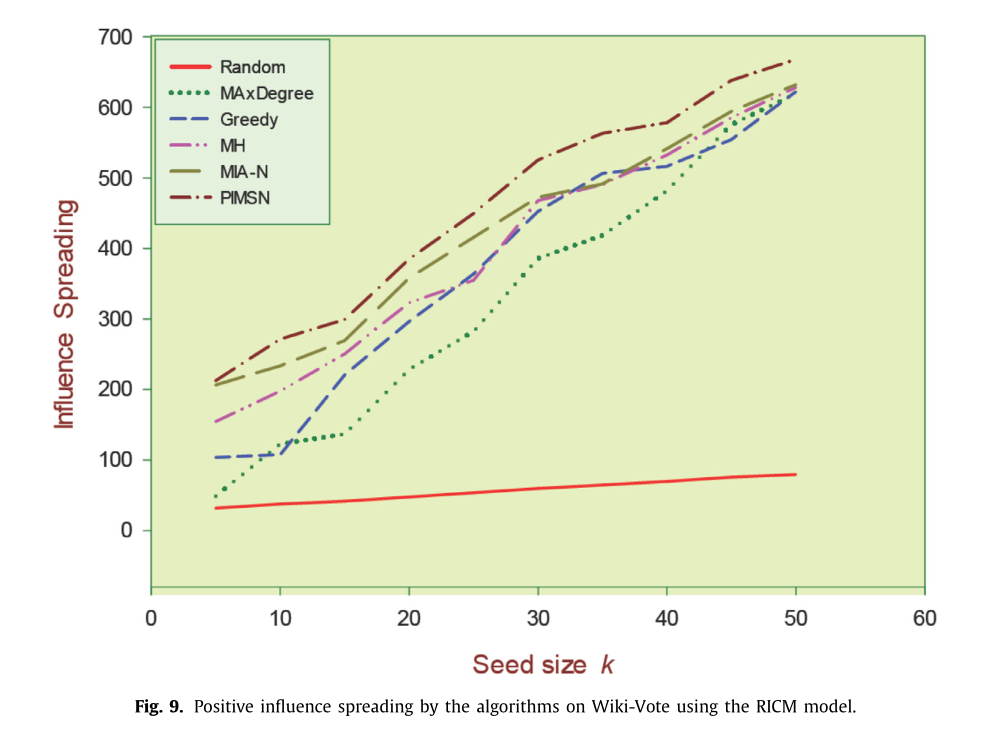 700
600
500
400
300
200
100
0
Random
MAxDegree
Greedy
MH
MIA-N
PIMSN
Influence Spreading
0 10 20 30 40 50 60
Seed size k
Fig. 9. Positive influence spreading by the algorithms on Wiki-Vote using the RICM model.